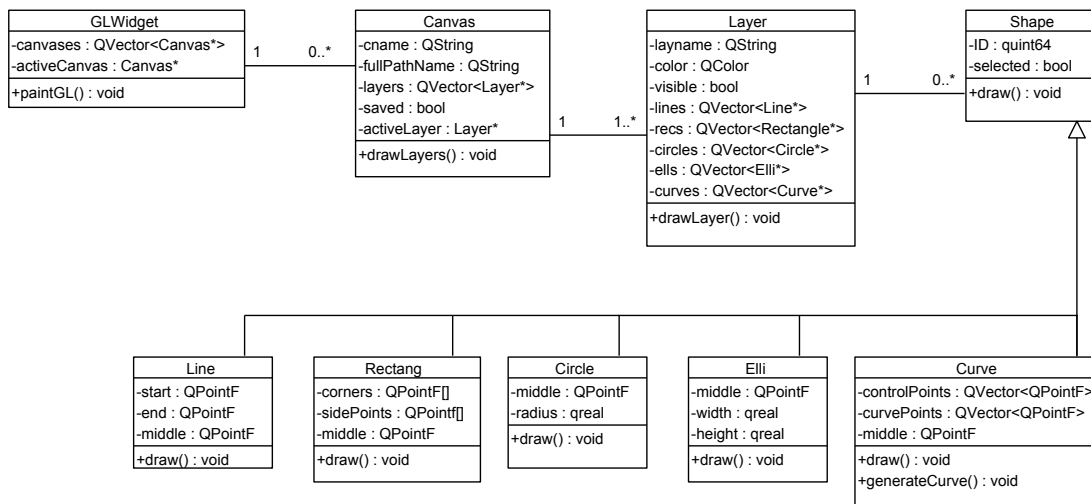 GLWidget
-canvases : QVector<Canvas*>
-activeCanvas : Canvas*
+paintGL() : void
1
0..*
Canvas
-cname : QString
-fullPathName : QString
-layers : QVector<Layer*>
-saved : bool
-activeLayer : Layer*
+drawLayers() : void
1
1..*
Layer
-layname : QString
-color : QColor
-visible : bool
-lines : QVector<Line*>
-recs : QVector<Rectangle*>
-circles : QVector<Circle*>
-ells : QVector<Elli*>
-curves : QVector<Curve*>
+drawLayer() : void
1
0..*
Shape
-ID : quint64
-selected : bool
+draw() : void
Line
-start : QPointF
-end : QPointF
-middle : QPointF
+draw() : void
Rectang
-corners : QPointF[]
-sidePoints : QPointf[]
-middle : QPointF
+draw() : void
Circle
-middle : QPointF
-radius : qreal
+draw() : void
Elli
-middle : QPointF
-width : qreal
-height : qreal
+draw() : void
Curve
-controlPoints : QVector<QPointF>
-curvePoints : QVector<QPointF>
-middle : QPointF
+draw() : void
+generateCurve() : void